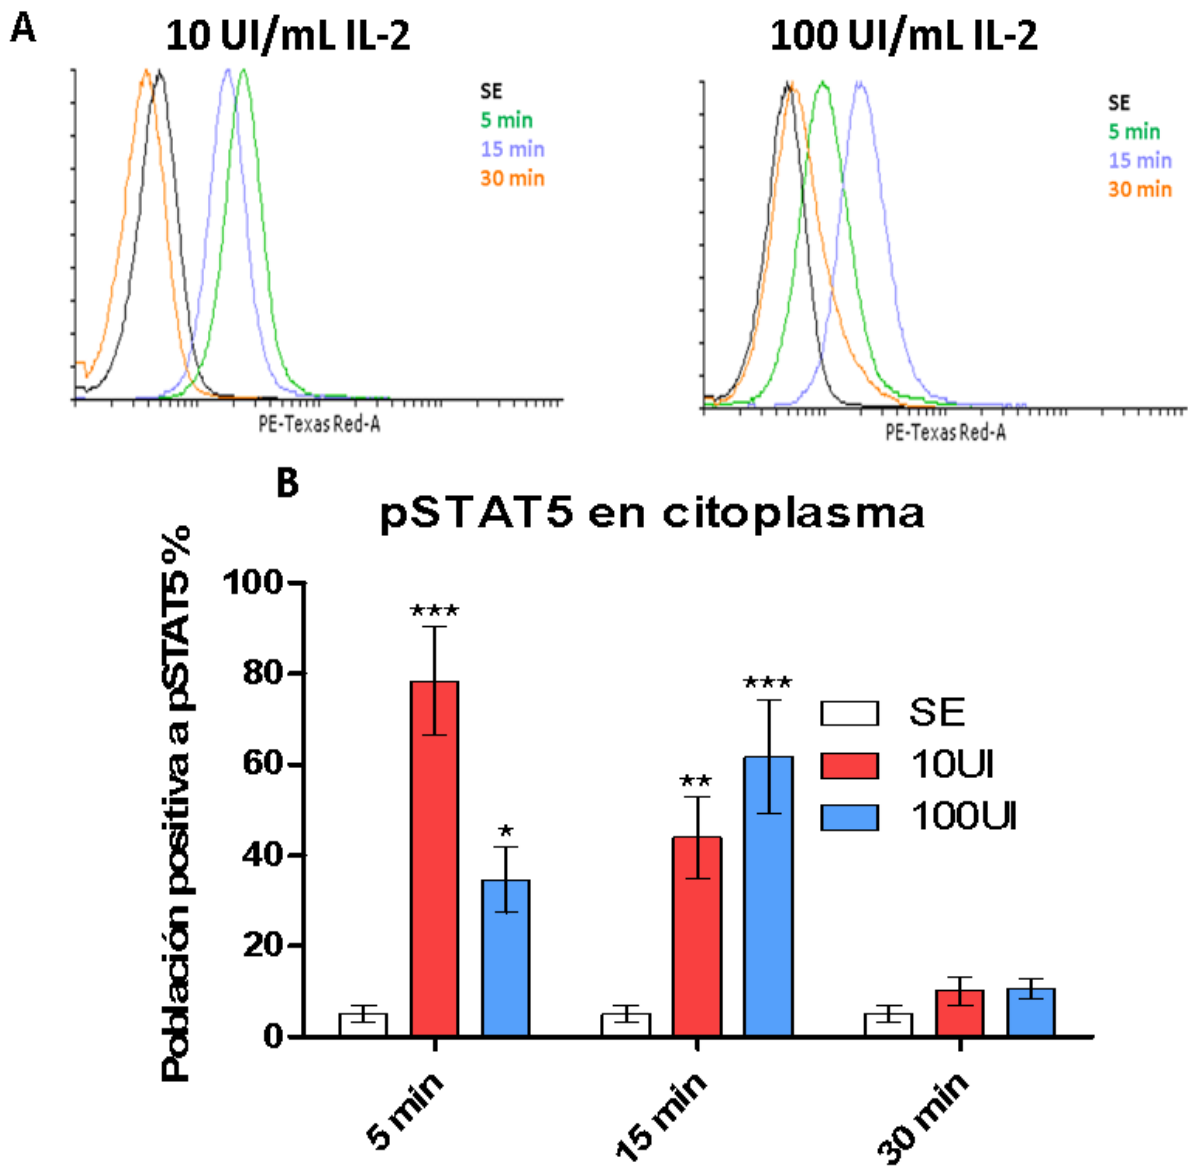 A
10 UI/mL IL-2
100 UI/mL IL-2
SE
5 min
15 min
30 min
PE-Texas Red-A
SE
5 min
15 min
30 min
PE-Texas Red-A
B
pSTAT5 en citoplasma
Población positiva a pSTAT5%
100
80
60
40
20
0
***
*
**
***
SE
10UI
100UI
5 min
15 min
30 min